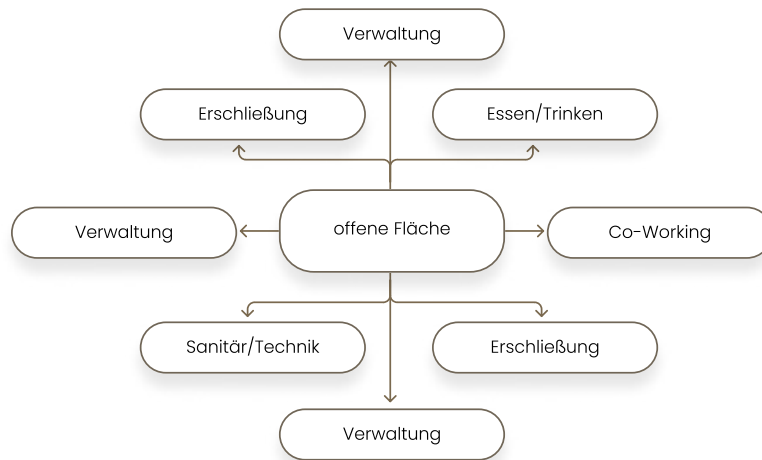 Verwaltung
Erschließung
Essen/Trinken
Verwaltung
offene Fläche
Co-Working
Sanitär/Technik
Erschließung
Verwaltung